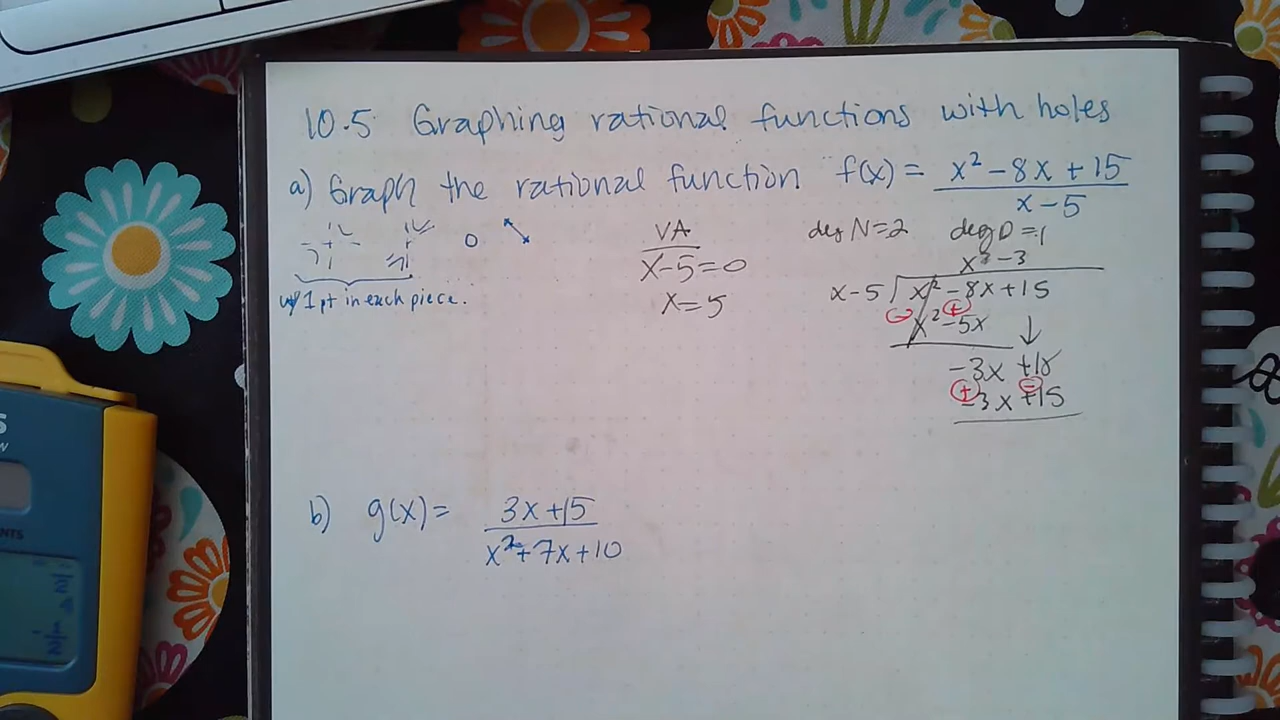 10.5 Graphing rational functions with holes
a) Graph the rational function f(x) = x² - 8x + 15
x - 5
w/ 1 pt in each piece.
VA
x-5=0
x=5
deg N=2 deg D=1
- 3
x-5 x² - 8x + 15
x² - 5x
-3x
-3x +15
b) g(x) = 3x + 15
x² + 7x + 10